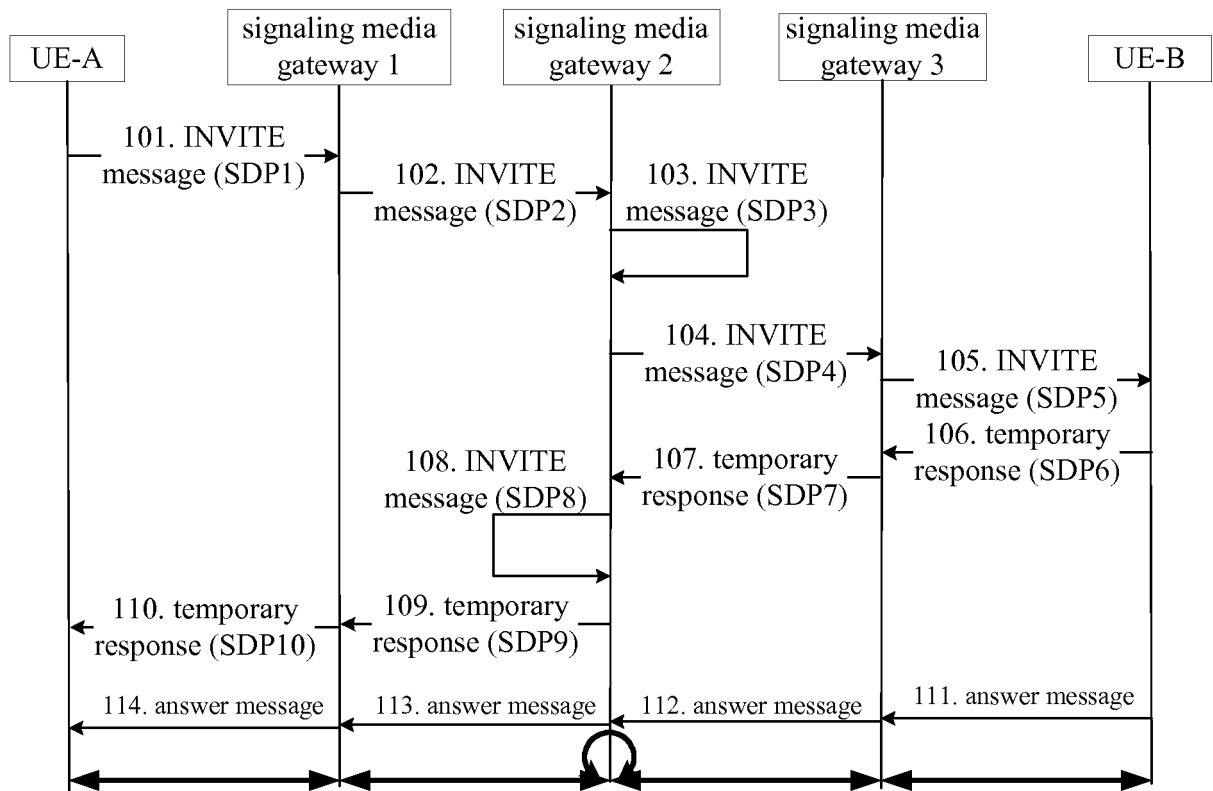 UE-A
signaling media
gateway 1
signaling media
gateway 2
signaling media
gateway 3
UE-B
101. INVITE
message (SDP1)
102. INVITE
message (SDP2)
103. INVITE
message (SDP3)
104. INVITE
message (SDP4)
105. INVITE
message (SDP5)
106. temporary
response (SDP6)
107. temporary
response (SDP7)
108. INVITE
message (SDP8)
109. temporary
response (SDP9)
110. temporary
response (SDP10)
111. answer message
112. answer message
113. answer message
114. answer message